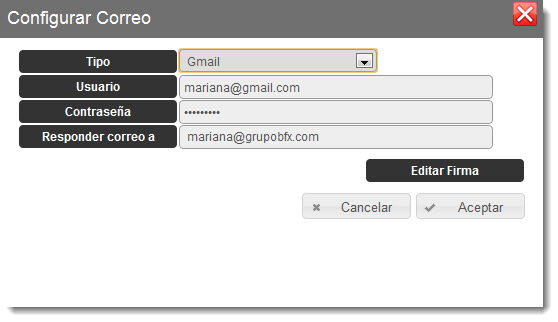 Configurar Correo
Tipo Gmail
Usuario mariana@gmail.com
Contraseña •••••••••
Responder correo a mariana@grupobfx.com
Editar Firma
Cancelar Aceptar